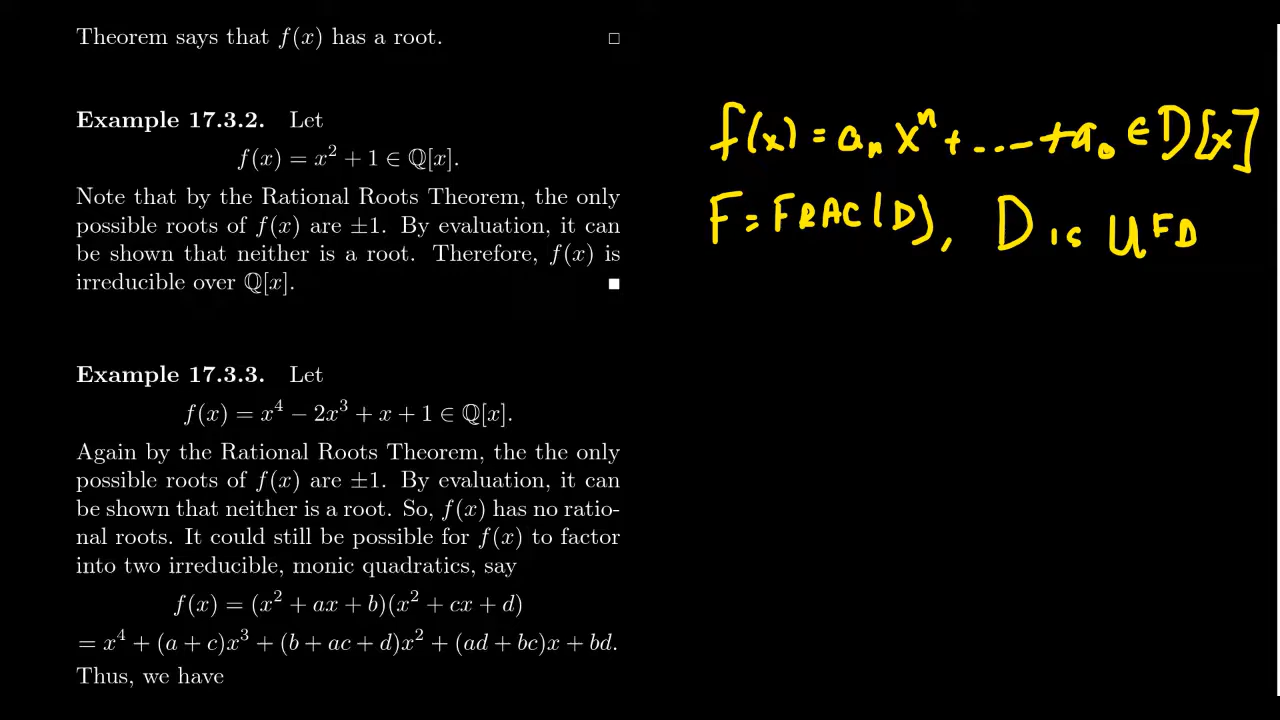 Theorem says that f(x) has a root. □
Example 17.3.2. Let
f(x) = x² + 1 ∈ ℚ[x].
Note that by the Rational Roots Theorem, the only
possible roots of f(x) are ±1. By evaluation, it can
be shown that neither is a root. Therefore, f(x) is
irreducible over ℚ[x]. ■
Example 17.3.3. Let
f(x) = x⁴ − 2x³ + x + 1 ∈ ℚ[x].
Again by the Rational Roots Theorem, the the only
possible roots of f(x) are ±1. By evaluation, it can
be shown that neither is a root. So, f(x) has no ratio-
nal roots. It could still be possible for f(x) to factor
into two irreducible, monic quadratics, say
f(x) = (x² + ax + b)(x² + cx + d)
= x⁴ + (a + c)x³ + (b + ac + d)x² + (ad + bc)x + bd.
Thus, we have
f(x) = aₙxⁿ + ... + a₀ ∈ D[x]
F = FRAC(D), D is UFD